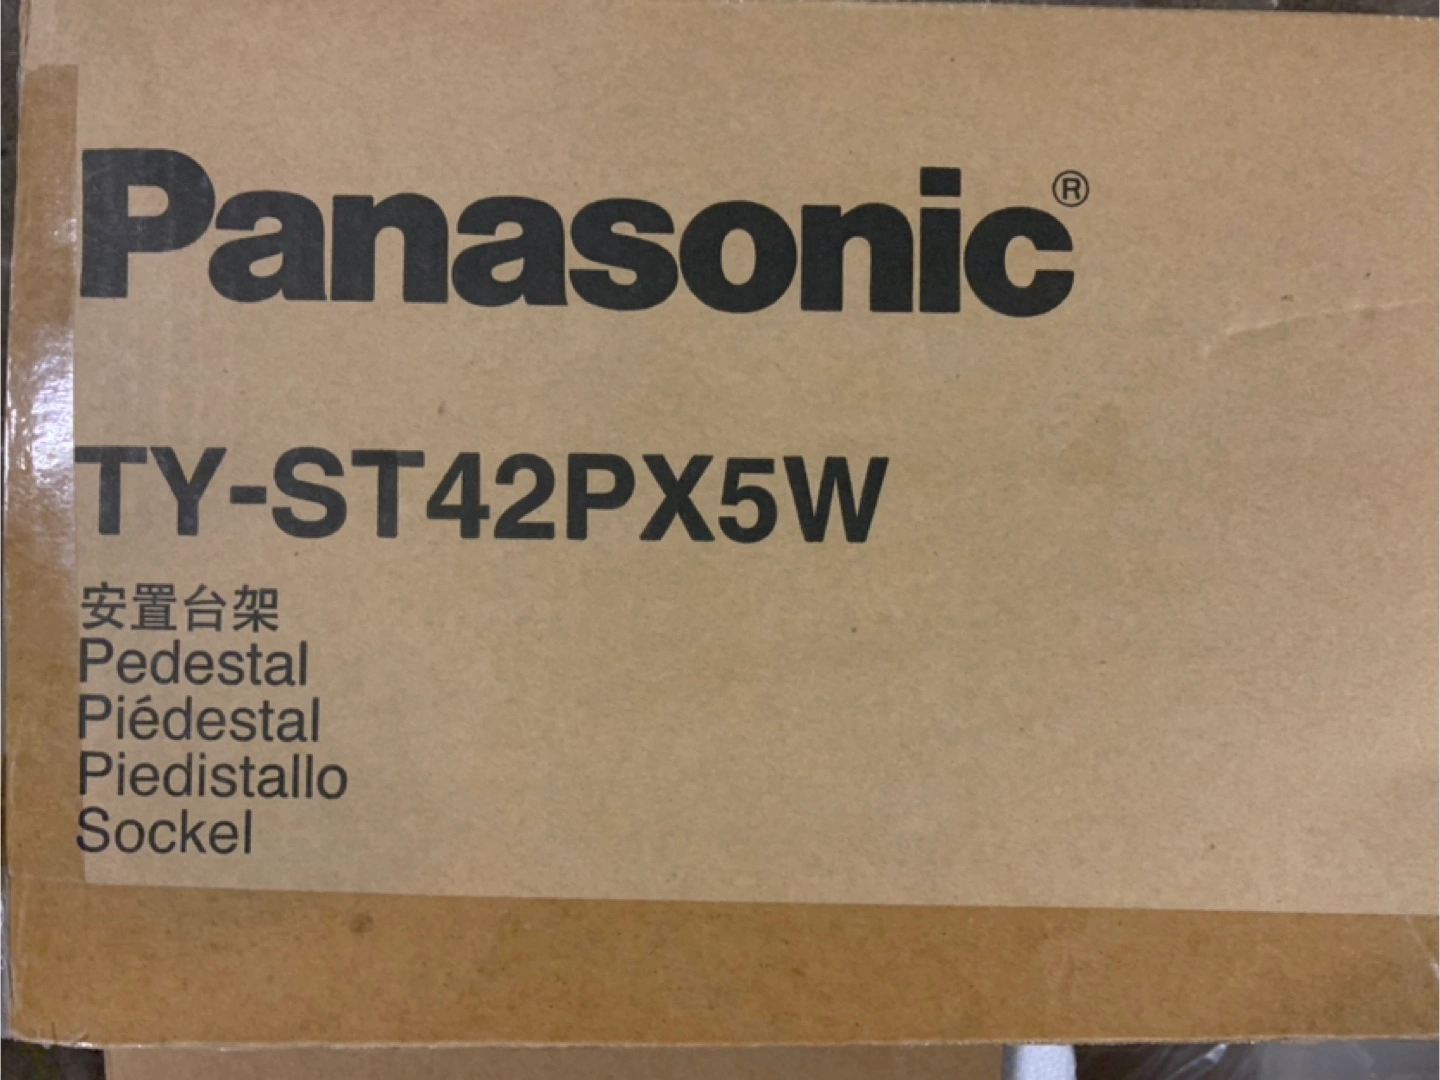 Panasonic®
TY-ST42PX5W
安置台架
Pedestal
Piédestal
Piedistallo
Sockel